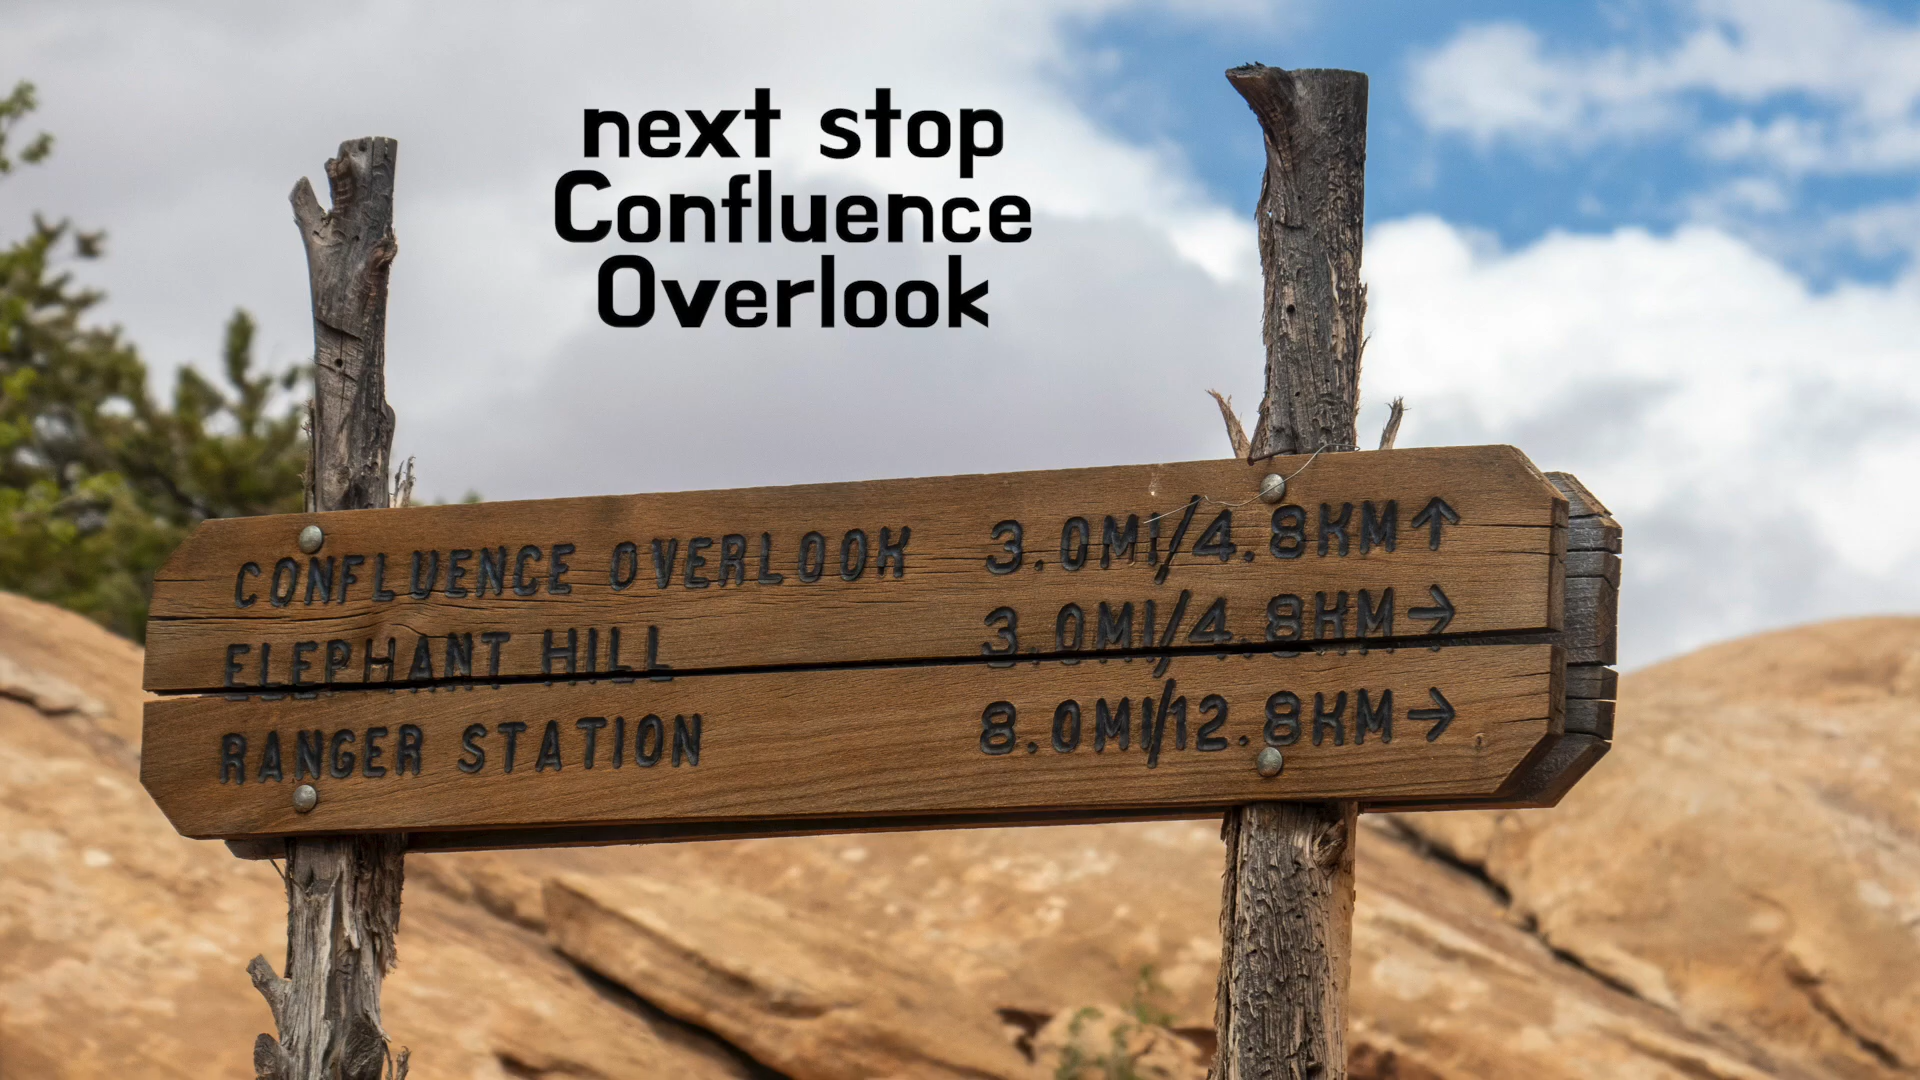 next stop
Confluence
Overlook
CONFLUENCE OVERLOOK 3.0MI/4.8KM↑
ELEPHANT HILL 3.0MI/4.8KM→
RANGER STATION 8.0MI/12.8KM→